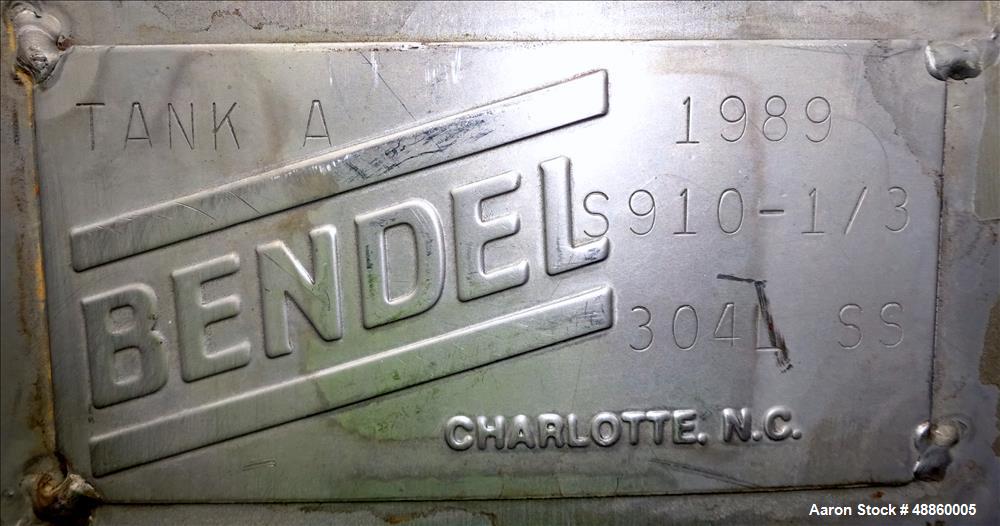 TANK A
1989
BENDEL
S910-1/3
304L SS
CHARLOTTE, N.C.
Aaron Stock # 48860005